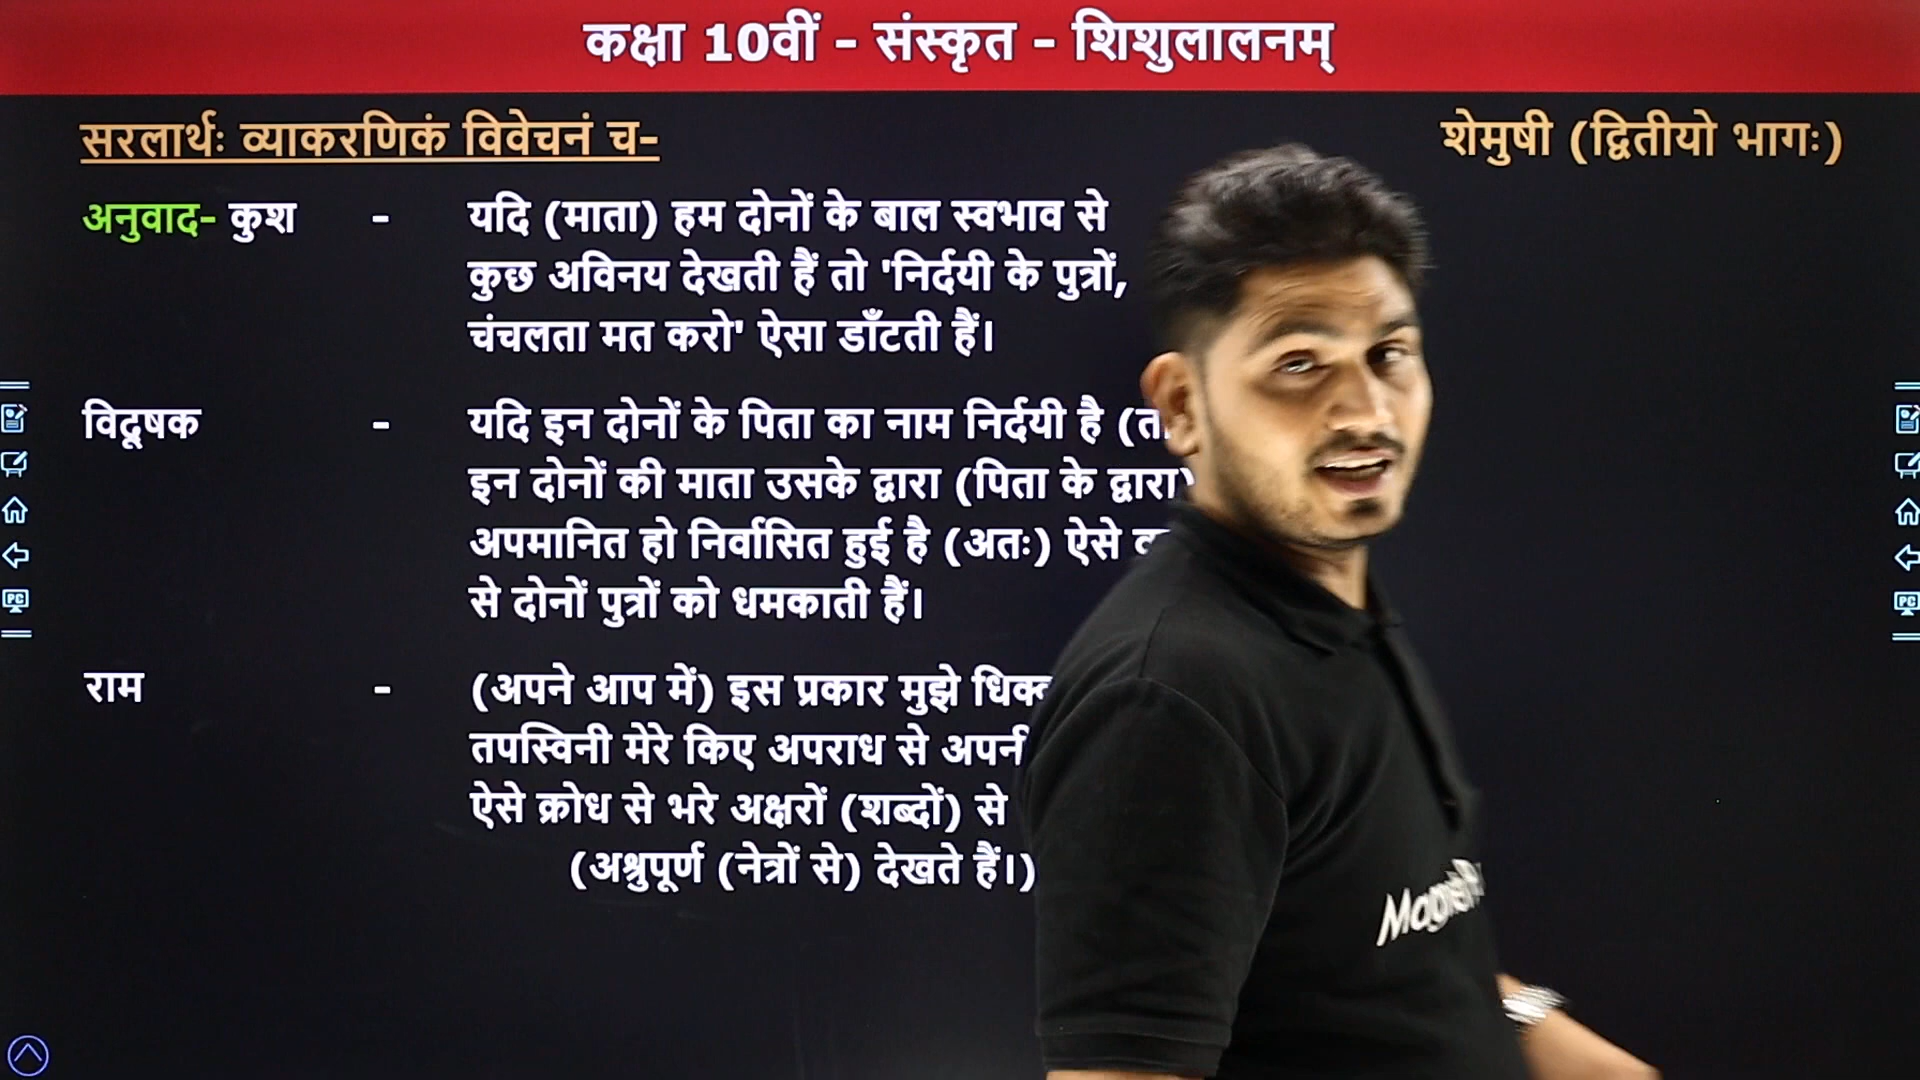 कक्षा 10वीं - संस्कृत - शिशुलालनम्
सरलार्थः व्याकरणिकं विवेचनं च-
शेमुषी (द्वितीयो भागः)
अनुवाद- कुश - यदि (माता) हम दोनों के बाल स्वभाव से
कुछ अविनय देखती हैं तो 'निर्दयी के पुत्रों,
चंचलता मत करो' ऐसा डाँटती हैं।
विदूषक - यदि इन दोनों के पिता का नाम निर्दयी है
इन दोनों की माता उसके द्वारा (पिता के द्वारा)
अपमानित हो निर्वासित हुई है (अतः) ऐसे
से दोनों पुत्रों को धमकाती हैं।
राम - (अपने आप में) इस प्रकार मुझे
तपस्विनी मेरे किए अपराध से
ऐसे क्रोध से भरे अक्षरों (शब्दों) से
(अश्रुपूर्ण (नेत्रों से) देखते हैं।)
PC
PC